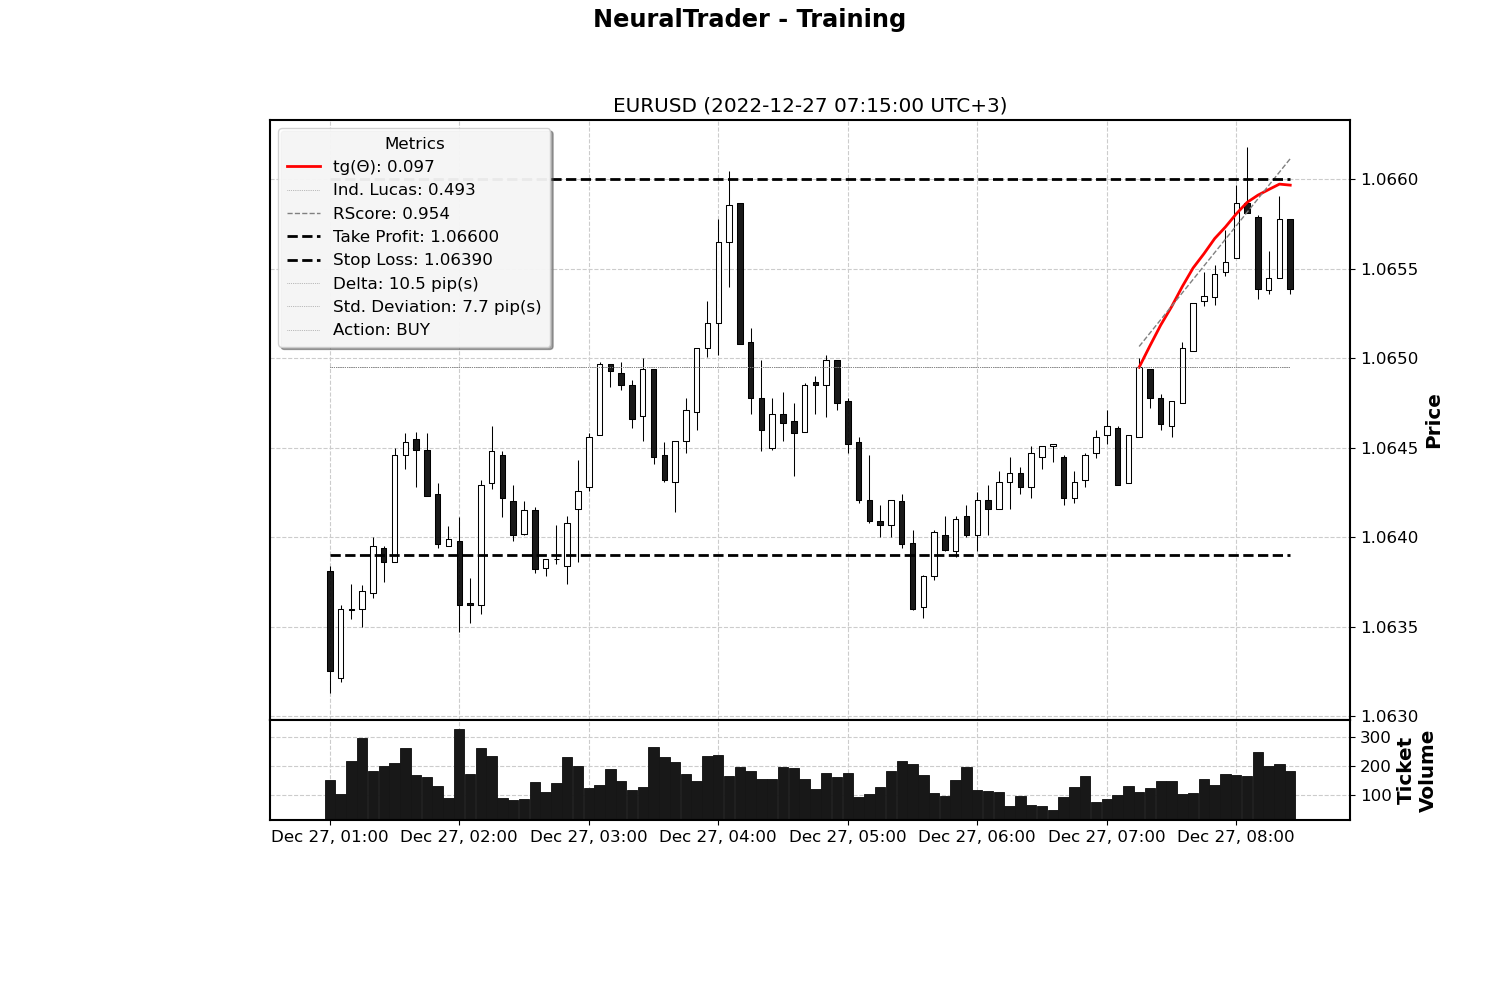 NeuralTrader - Training
EURUSD (2022-12-27 07:15:00 UTC+3)
Metrics
tg(Θ): 0.097
Ind. Lucas: 0.493
RScore: 0.954
Take Profit: 1.06600
Stop Loss: 1.06390
Delta: 10.5 pip(s)
Std. Deviation: 7.7 pip(s)
Action: BUY
1.0660
1.0655
1.0650
1.0645
1.0640
1.0635
1.0630
Price
300
200
100
Ticket
Volume
Dec 27, 01:00 Dec 27, 02:00 Dec 27, 03:00 Dec 27, 04:00 Dec 27, 05:00 Dec 27, 06:00 Dec 27, 07:00 Dec 27, 08:00